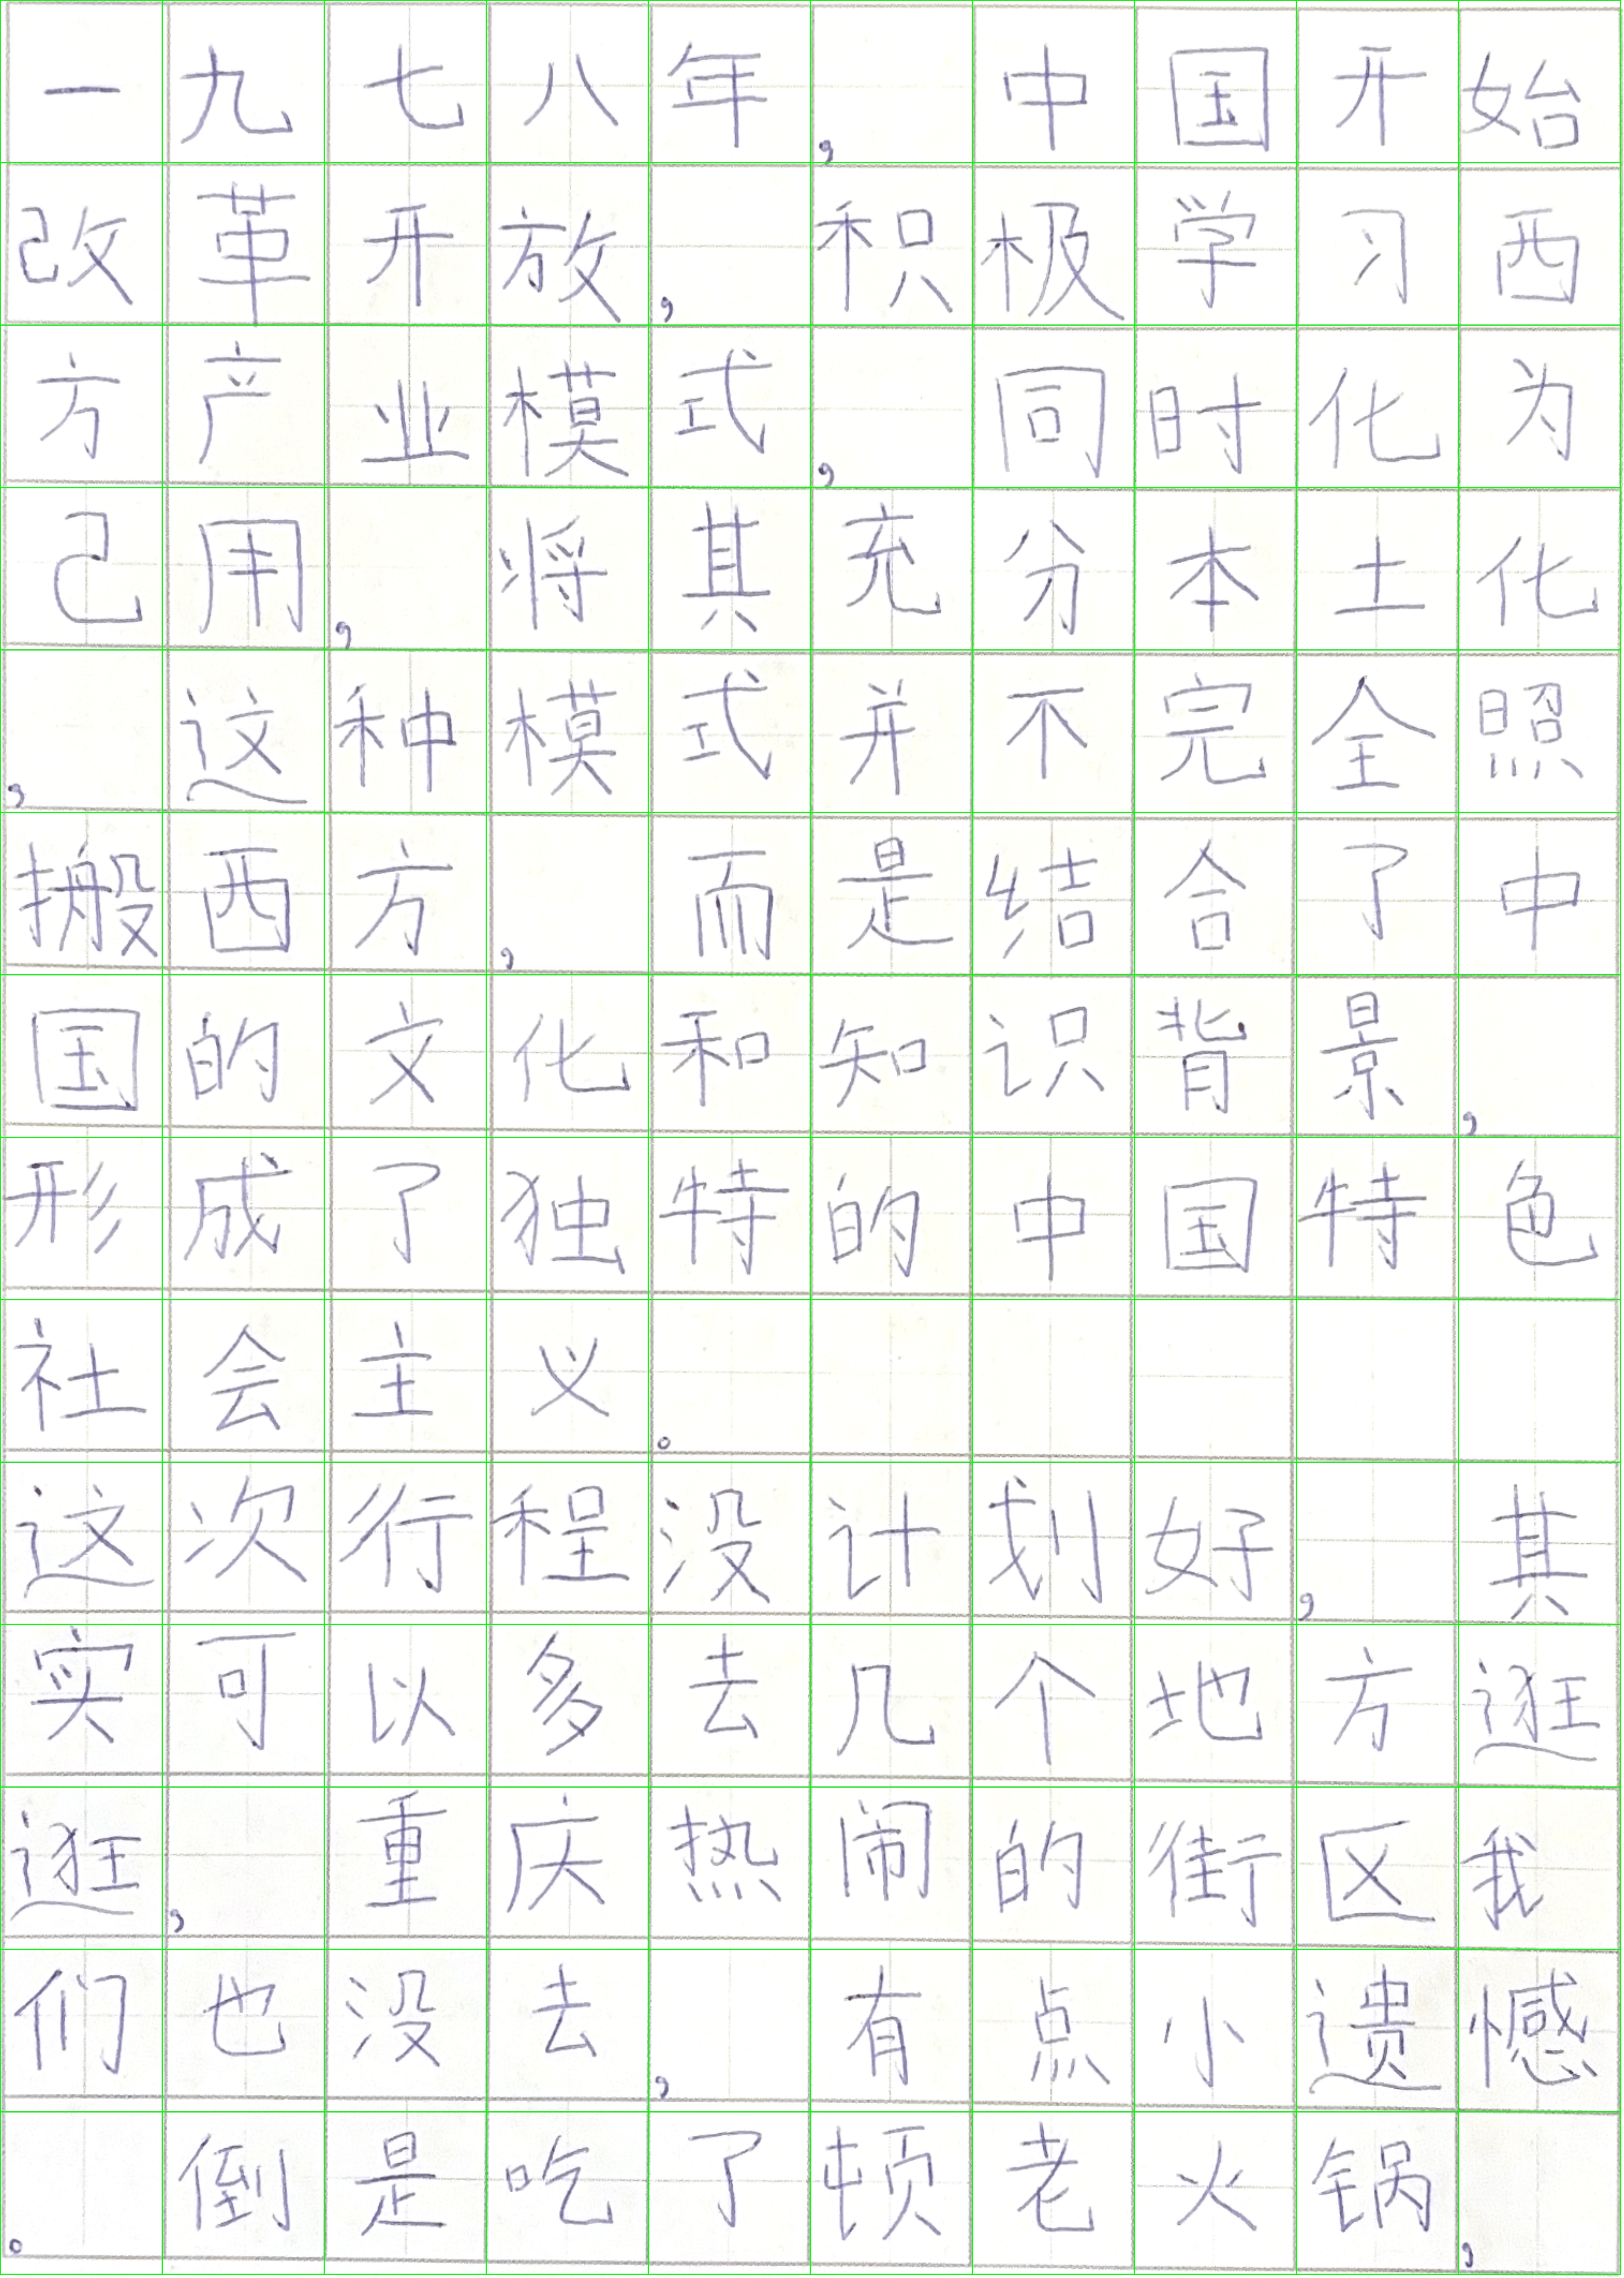 一九七八年，中国开始
改革开放，积极学习西
方产业模式，同时化为
己用，将其充分本土化
，这种模式并不完全照
搬西方，而是结合了中
国的文化和知识背景，
形成了独特的中国特色
社会主义。
这次行程没计划好，其
实可以多去几个地方逛
逛，重庆热闹的街区我
们也没去，有点小遗憾
。倒是吃了顿老火锅，